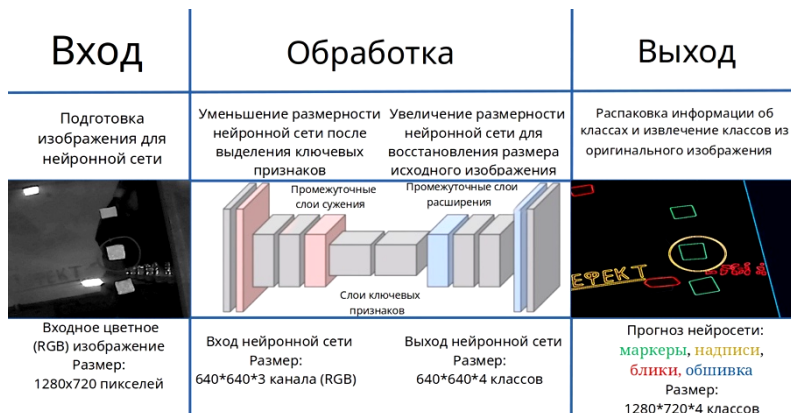 Вход
Обработка
Выход
Подготовка
изображения для
нейронной сети
Уменьшение размерности
нейронной сети после
выделения ключевых
признаков
Увеличение размерности
нейронной сети для
восстановления размера
исходного изображения
Распаковка информации об
классах и извлечение классов из
оригинального изображения
Промежуточные
слои сужения
Промежуточные слои
расширения
Слои ключевых
признаков
ЕФЕКТ
Входное цветное
(RGB) изображение
Размер:
1280x720 пикселей
Вход нейронной сети
Размер:
640*640*3 канала (RGB)
Выход нейронной сети
Размер:
640*640*4 классов
Прогноз нейросети:
маркеры, надписи,
блики, обшивка
Размер:
1280*720*4 классов